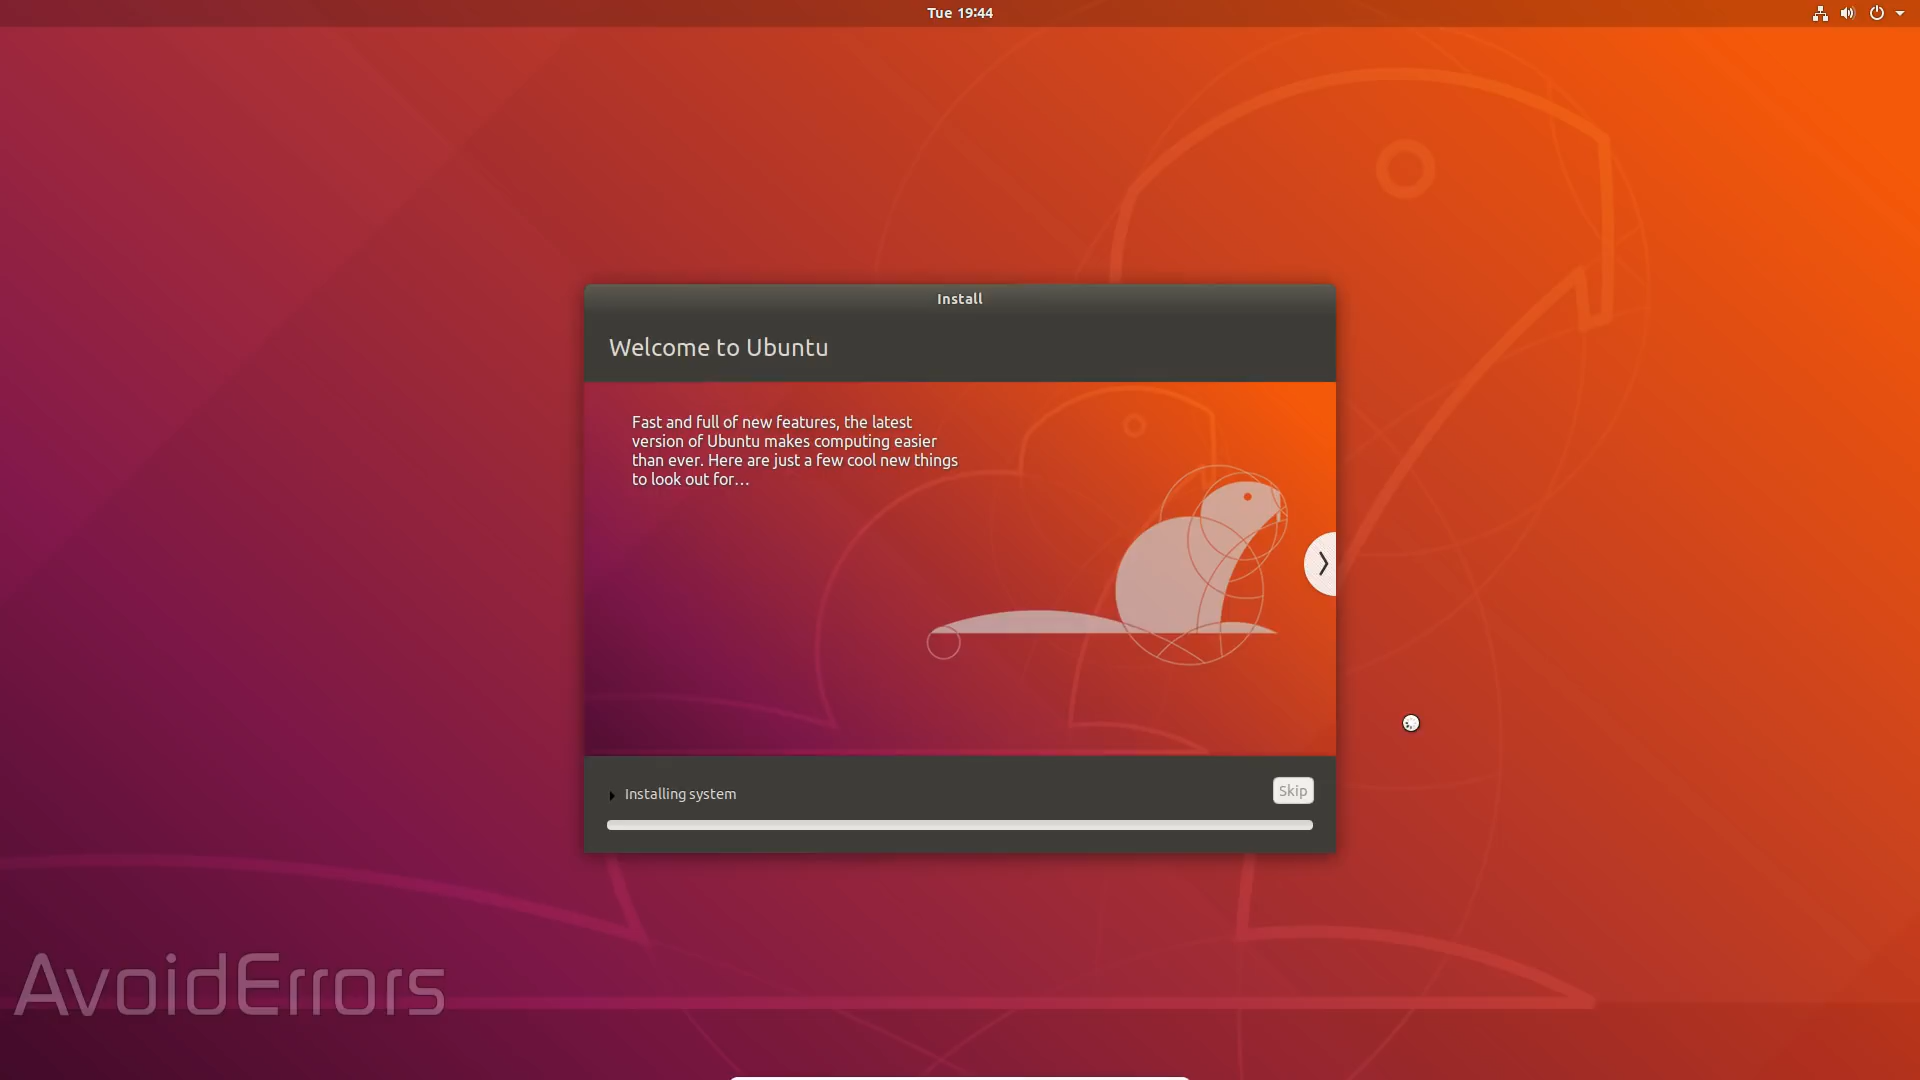 Tue 19:44
Install
Welcome to Ubuntu
Fast and full of new features, the latest
version of Ubuntu makes computing easier
than ever. Here are just a few cool new things
to look out for…
Installing system
Skip
AvoidErrors